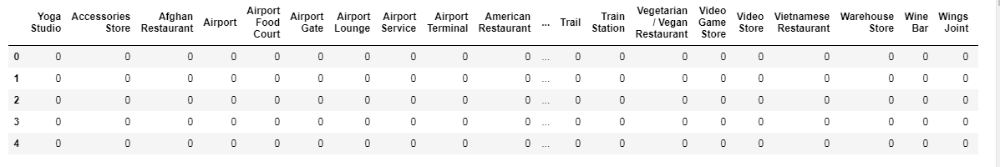 Yoga Studio Accessories Store Afghan Restaurant Airport Airport Food Court Airport Gate Airport Lounge Airport Service Airport Terminal American Restaurant ... Trail Train Station Vegetarian / Vegan Restaurant Video Game Store Video Store Vietnamese Restaurant Warehouse Store Wine Bar Wings Joint
0 0 0 0 0 0 0 0 0 0 0 ... 0 0 0 0 0 0 0 0 0
1 0 0 0 0 0 0 0 0 0 0 ... 0 0 0 0 0 0 0 0 0
2 0 0 0 0 0 0 0 0 0 0 ... 0 0 0 0 0 0 0 0 0
3 0 0 0 0 0 0 0 0 0 0 ... 0 0 0 0 0 0 0 0 0
4 0 0 0 0 0 0 0 0 0 0 ... 0 0 0 0 0 0 0 0 0